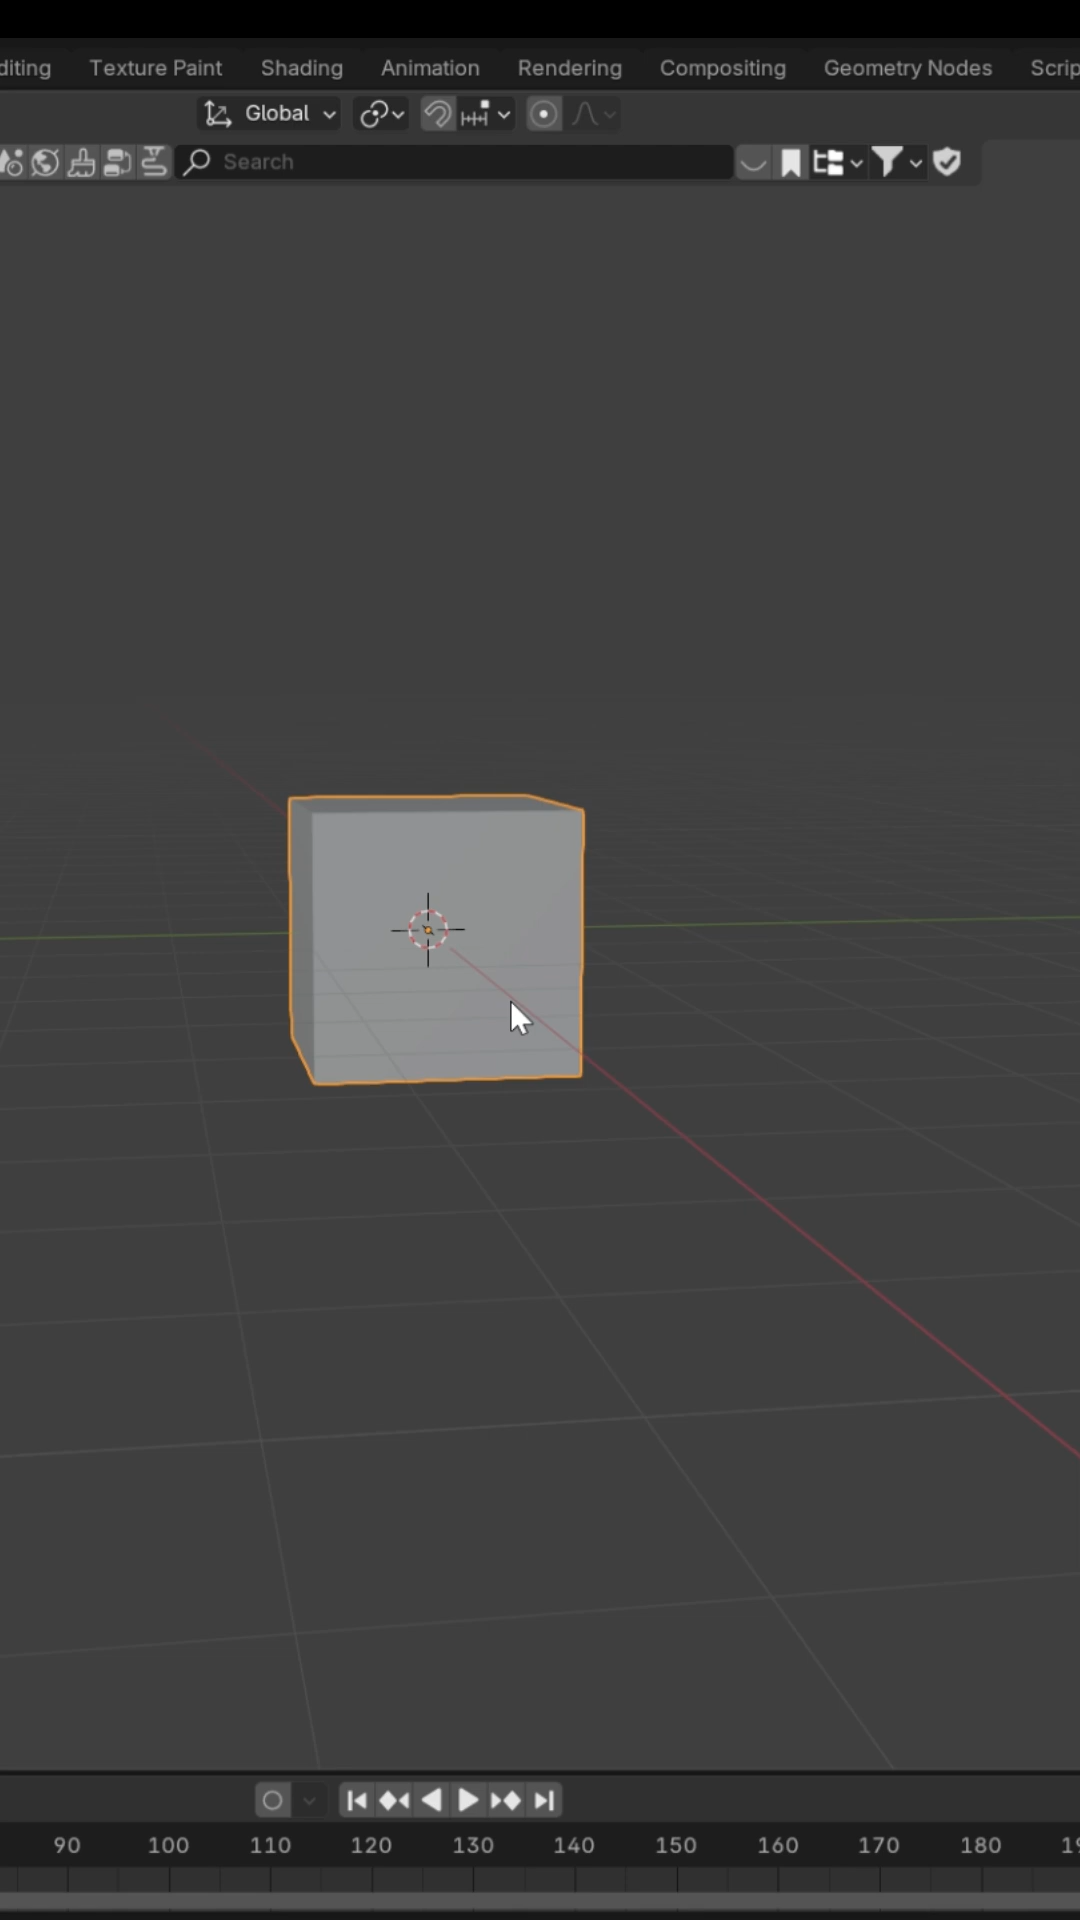 diting Texture Paint Shading Animation Rendering Compositing Geometry Nodes Scrip
Global
Search
90 100 110 120 130 140 150 160 170 180 19